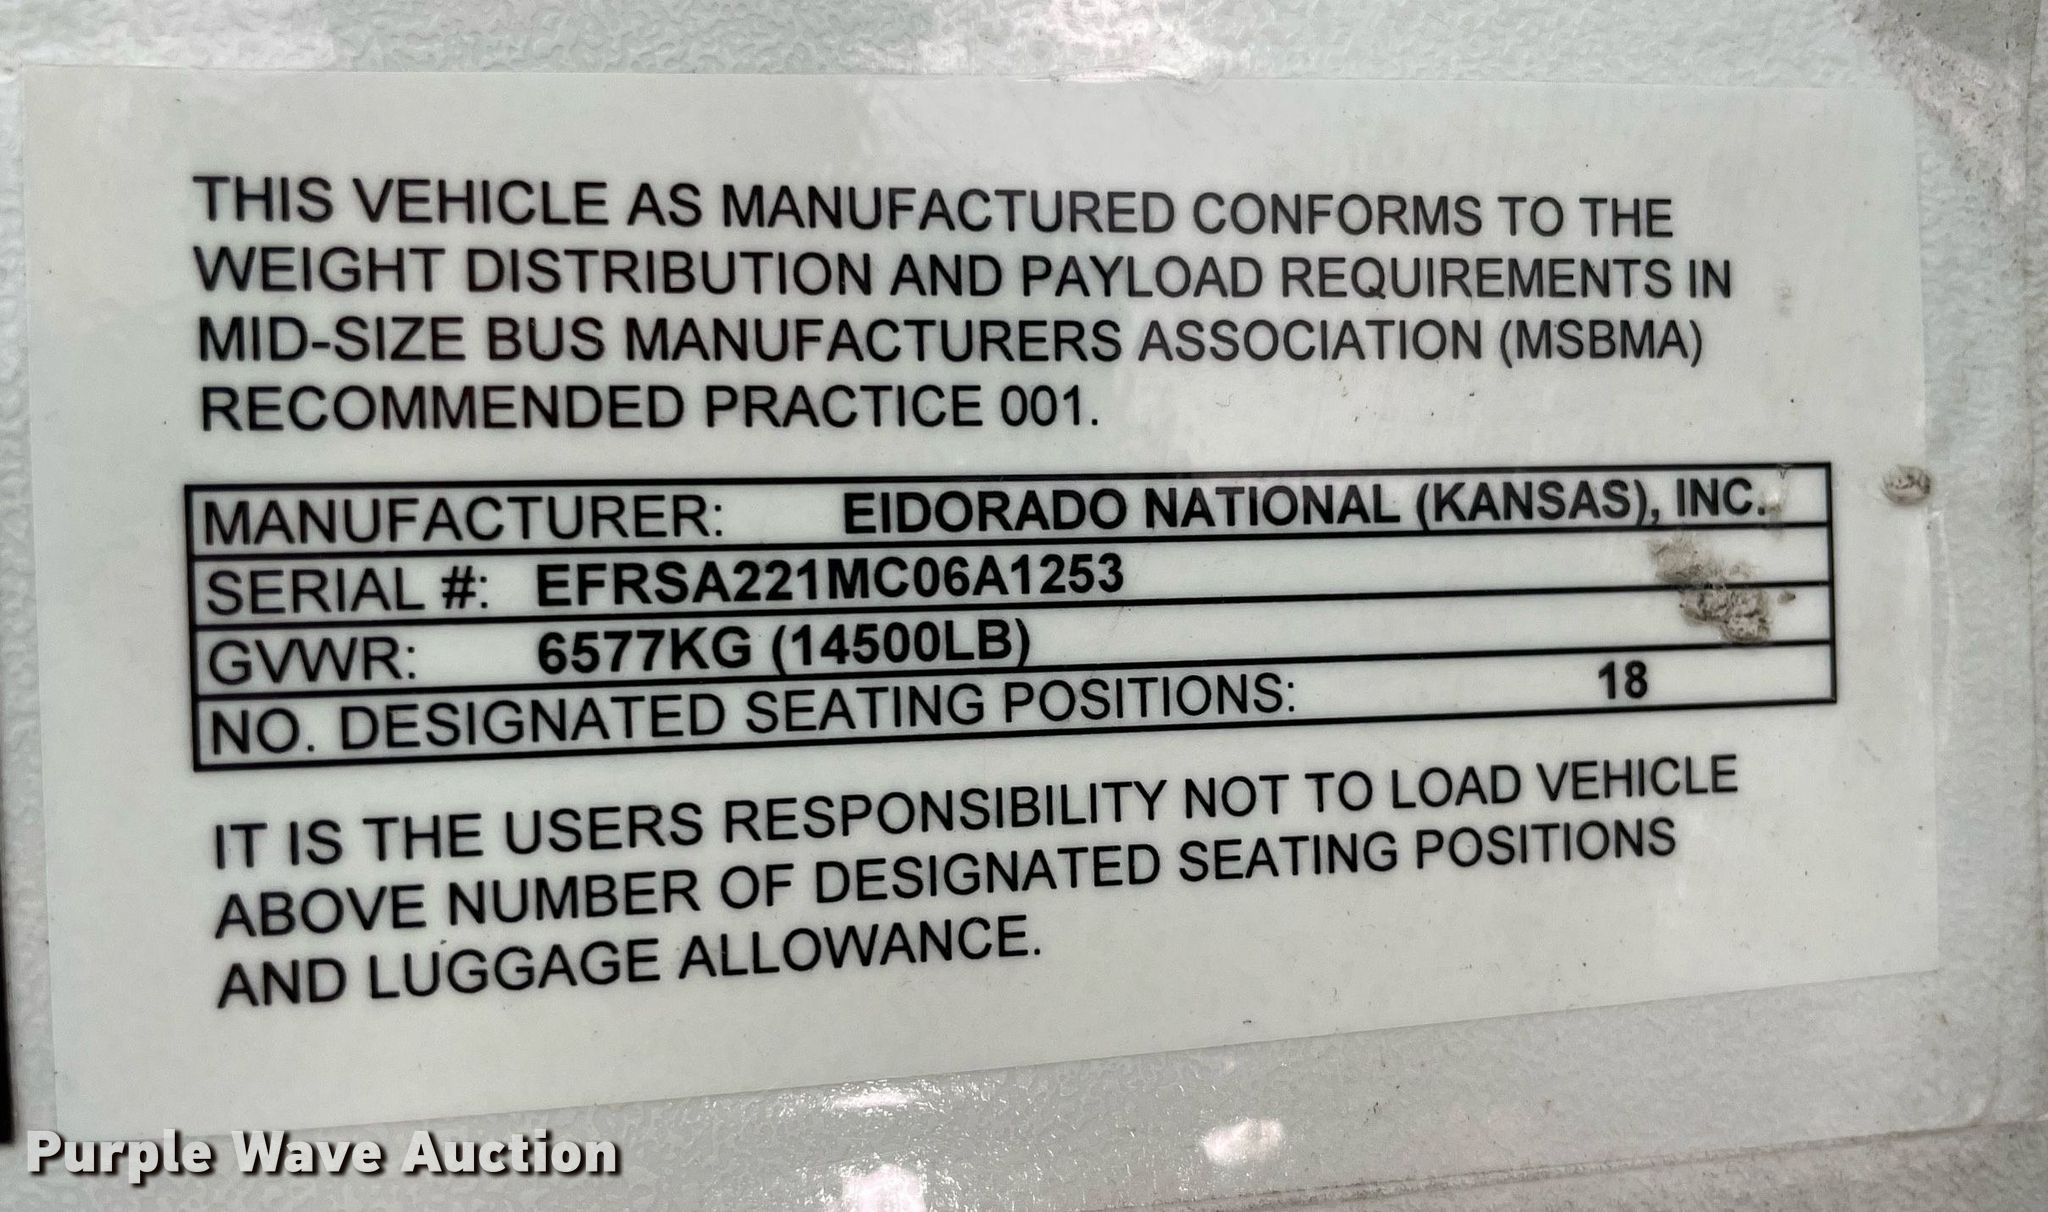 THIS VEHICLE AS MANUFACTURED CONFORMS TO THE
WEIGHT DISTRIBUTION AND PAYLOAD REQUIREMENTS IN
MID-SIZE BUS MANUFACTURERS ASSOCIATION (MSBMA)
RECOMMENDED PRACTICE 001.
MANUFACTURER: EIDORADO NATIONAL (KANSAS), INC.
SERIAL #: EFRSA221MC06A1253
GVWR: 6577KG (14500LB)
NO. DESIGNATED SEATING POSITIONS: 18
IT IS THE USERS RESPONSIBILITY NOT TO LOAD VEHICLE
ABOVE NUMBER OF DESIGNATED SEATING POSITIONS
AND LUGGAGE ALLOWANCE.
Purple Wave Auction